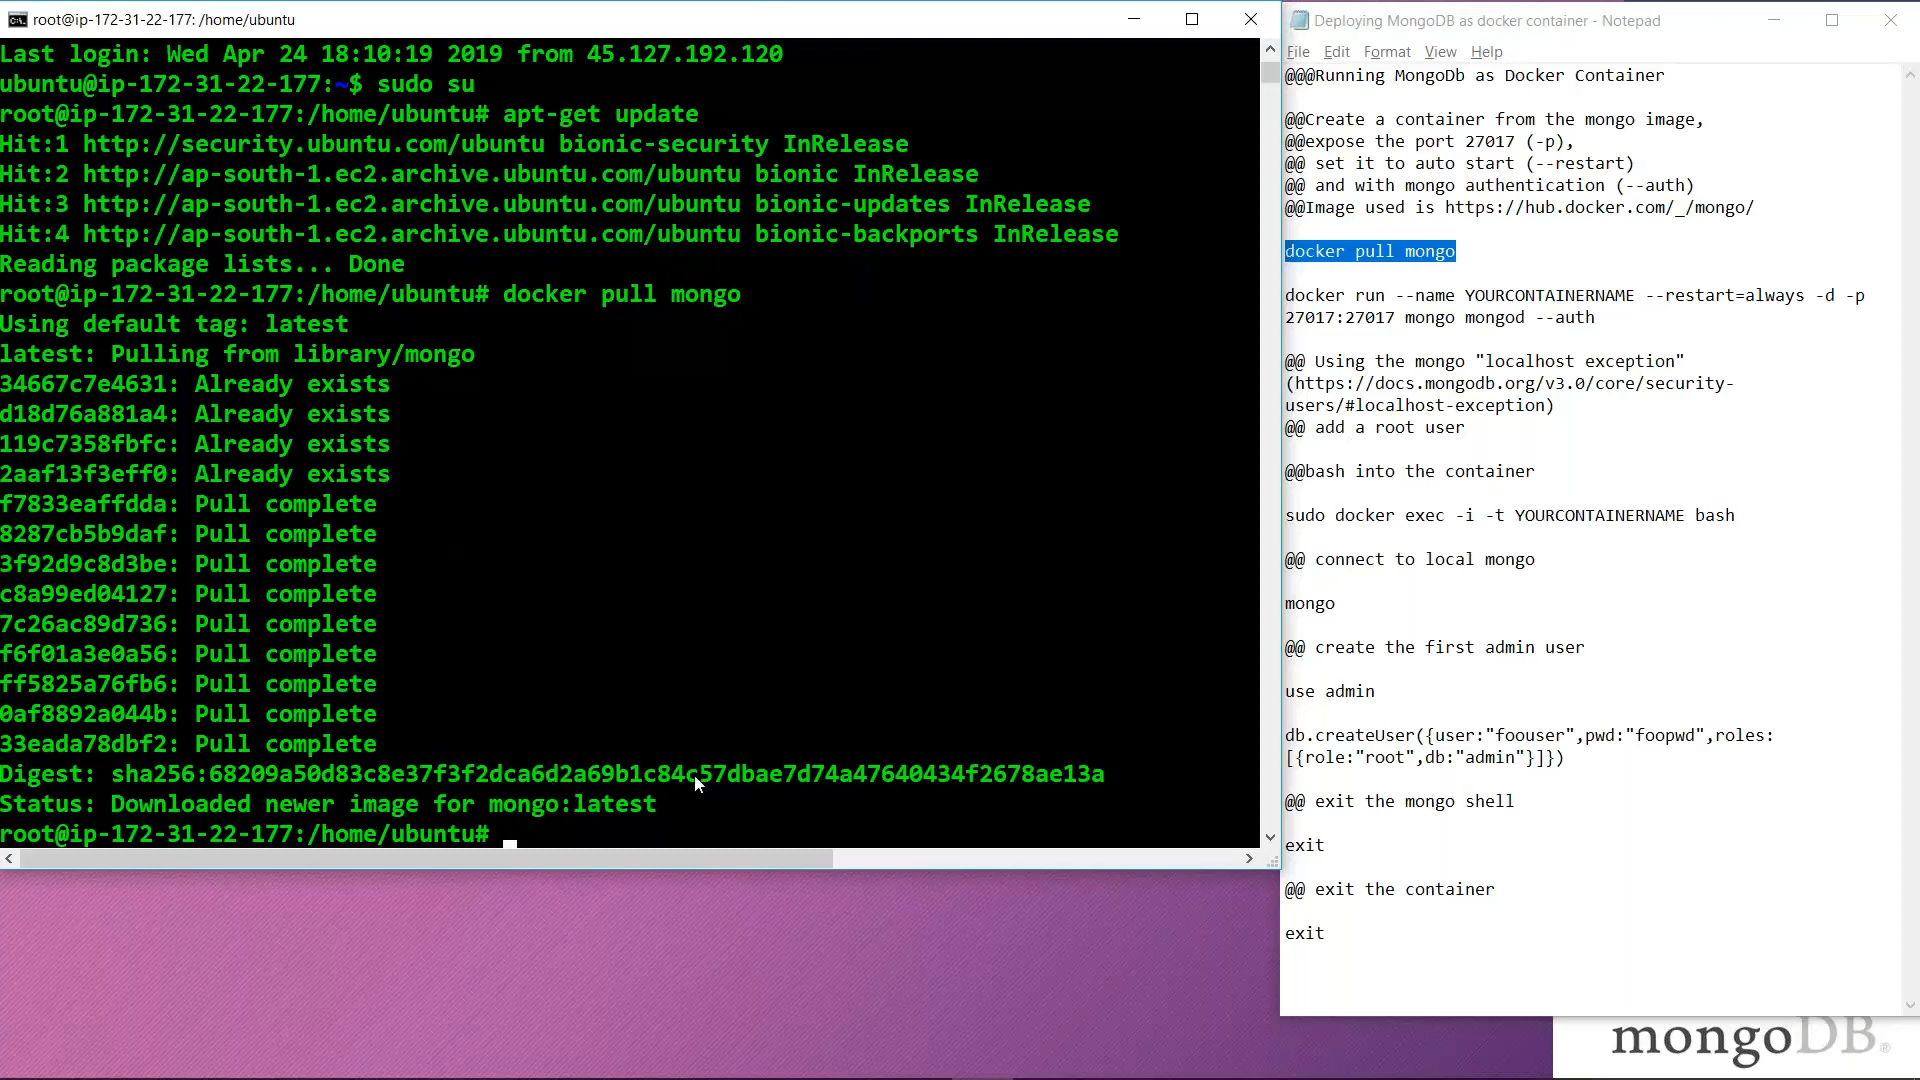 root@ip-172-31-22-177: /home/ubuntu
Last login: Wed Apr 24 18:10:19 2019 from 45.127.192.120
ubuntu@ip-172-31-22-177:~$ sudo su
root@ip-172-31-22-177:/home/ubuntu# apt-get update
Hit:1 http://security.ubuntu.com/ubuntu bionic-security InRelease
Hit:2 http://ap-south-1.ec2.archive.ubuntu.com/ubuntu bionic InRelease
Hit:3 http://ap-south-1.ec2.archive.ubuntu.com/ubuntu bionic-updates InRelease
Hit:4 http://ap-south-1.ec2.archive.ubuntu.com/ubuntu bionic-backports InRelease
Reading package lists... Done
root@ip-172-31-22-177:/home/ubuntu# docker pull mongo
Using default tag: latest
latest: Pulling from library/mongo
34667c7e4631: Already exists
d18d76a881a4: Already exists
119c7358fbfc: Already exists
2aaf13f3eff0: Already exists
f7833eaffdda: Pull complete
8287cb5b9daf: Pull complete
3f92d9c8d3be: Pull complete
c8a99ed04127: Pull complete
7c26ac89d736: Pull complete
f6f01a3e0a56: Pull complete
ff5825a76fb6: Pull complete
0af8892a044b: Pull complete
33eada78dbf2: Pull complete
Digest: sha256:68209a50d83c8e37f3f2dca6d2a69b1c84c57dbae7d74a47640434f2678ae13a
Status: Downloaded newer image for mongo:latest
root@ip-172-31-22-177:/home/ubuntu#
Deploying MongoDB as docker container - Notepad
File Edit Format View Help
@@@Running MongoDb as Docker Container
@@Create a container from the mongo image,
@@expose the port 27017 (-p),
@@ set it to auto start (--restart)
@@ and with mongo authentication (--auth)
@@Image used is https://hub.docker.com/_/mongo/
docker pull mongo
docker run --name YOURCONTAINERNAME --restart=always -d -p
27017:27017 mongo mongod --auth
@@ Using the mongo "localhost exception"
(https://docs.mongodb.org/v3.0/core/security-
users/#localhost-exception)
@@ add a root user
@@bash into the container
sudo docker exec -i -t YOURCONTAINERNAME bash
@@ connect to local mongo
mongo
@@ create the first admin user
use admin
db.createUser({user:"foouser",pwd:"foopwd",roles:
[{role:"root",db:"admin"}]})
@@ exit the mongo shell
exit
@@ exit the container
exit
mongoDB®